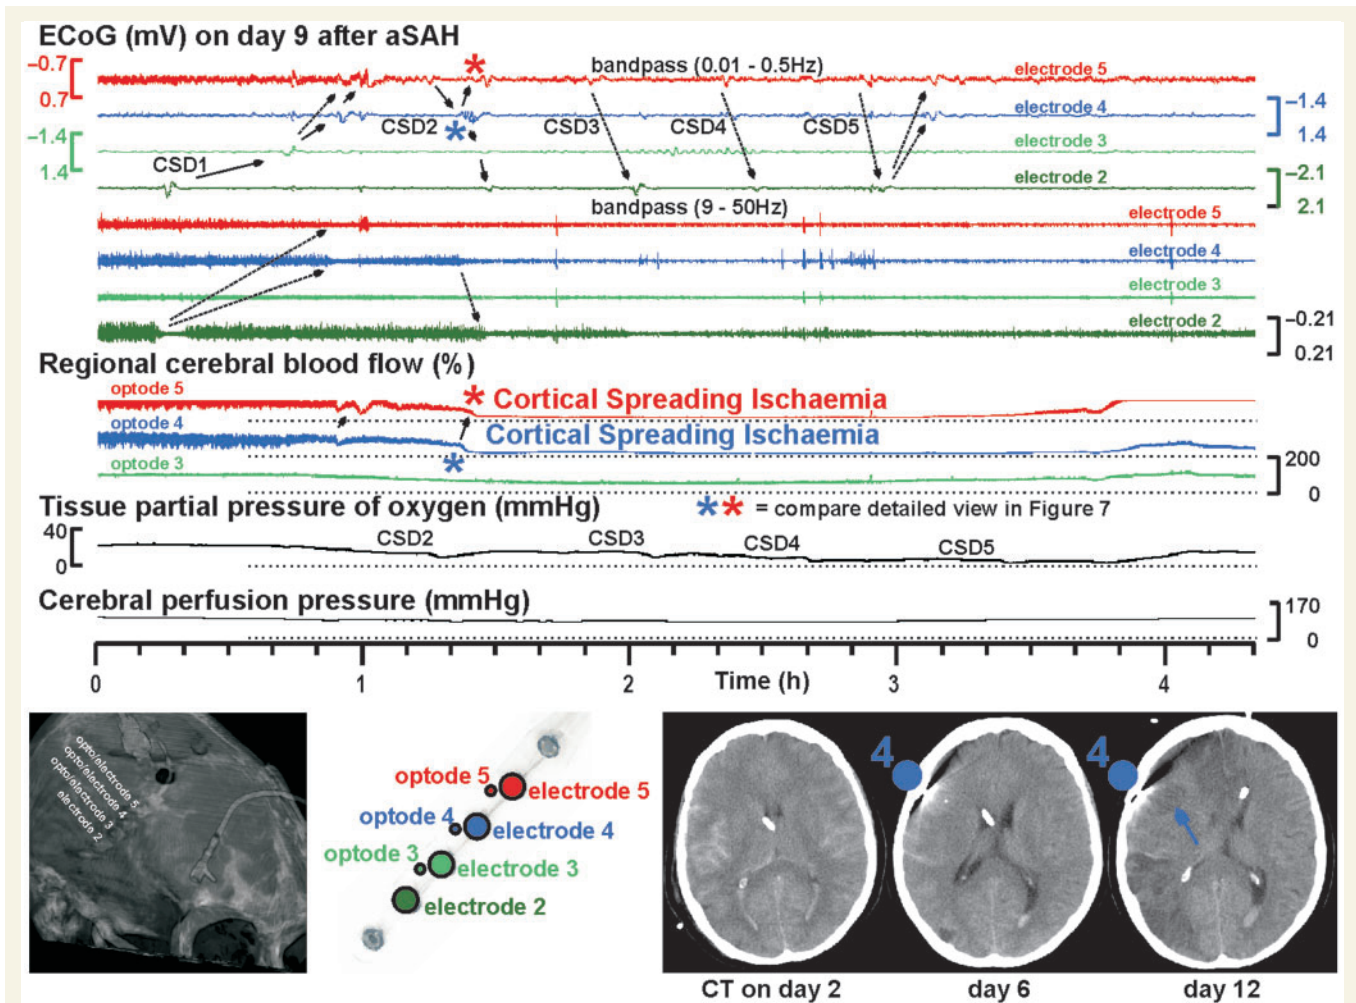 ECoG (mV) on day 9 after aSAH
–0.7
0.7
bandpass (0.01 - 0.5Hz)
electrode 5
electrode 4
–1.4
1.4
CSD2
CSD3
CSD4
CSD5
–1.4
1.4
electrode 3
CSD1
electrode 2
–2.1
2.1
bandpass (9 - 50Hz)
electrode 5
electrode 4
electrode 3
electrode 2
–0.21
0.21
Regional cerebral blood flow (%)
optode 5
* Cortical Spreading Ischaemia
optode 4
Cortical Spreading Ischaemia
*
optode 3
200
0
Tissue partial pressure of oxygen (mmHg)
** = compare detailed view in Figure 7
40
0
CSD2
CSD3
CSD4
CSD5
Cerebral perfusion pressure (mmHg)
170
0
0
1
2
Time (h)
3
4
opto/electrode 5
opto/electrode 4
opto/electrode 3
electrode 2
optode 5
electrode 5
optode 4
electrode 4
optode 3
electrode 3
electrode 2
4
4
CT on day 2
day 6
day 12